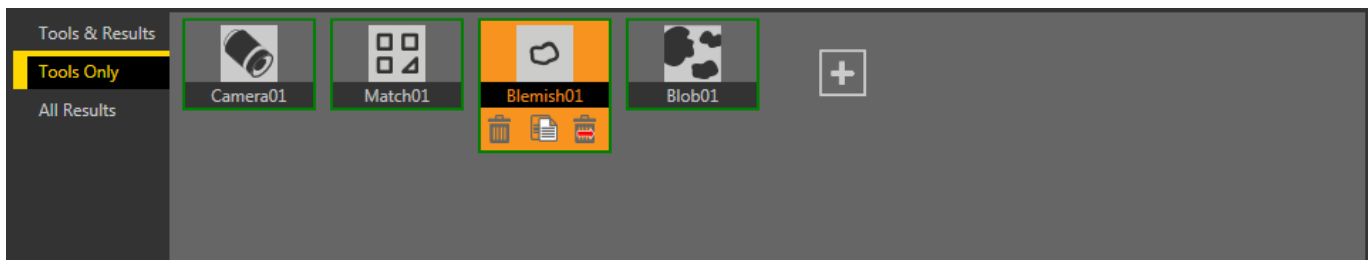 Tools & Results
Tools Only
All Results
Camera01
Match01
Blemish01
Blob01